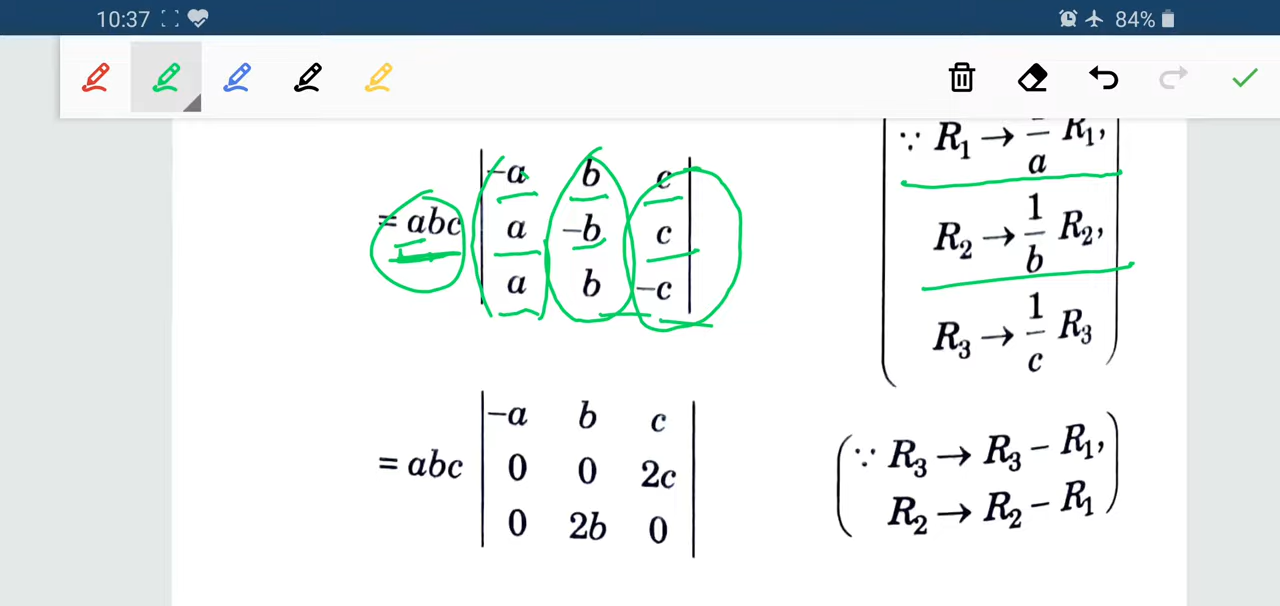 10:37 84%
∵ R₁ → 1/a R₁,
= abc | −a b c |
| a −b c |
| a b −c |
R₂ → 1/b R₂,
R₃ → 1/c R₃
= abc | −a b c |
| 0 0 2c |
| 0 2b 0 |
(∵ R₃ → R₃ − R₁,
R₂ → R₂ − R₁)